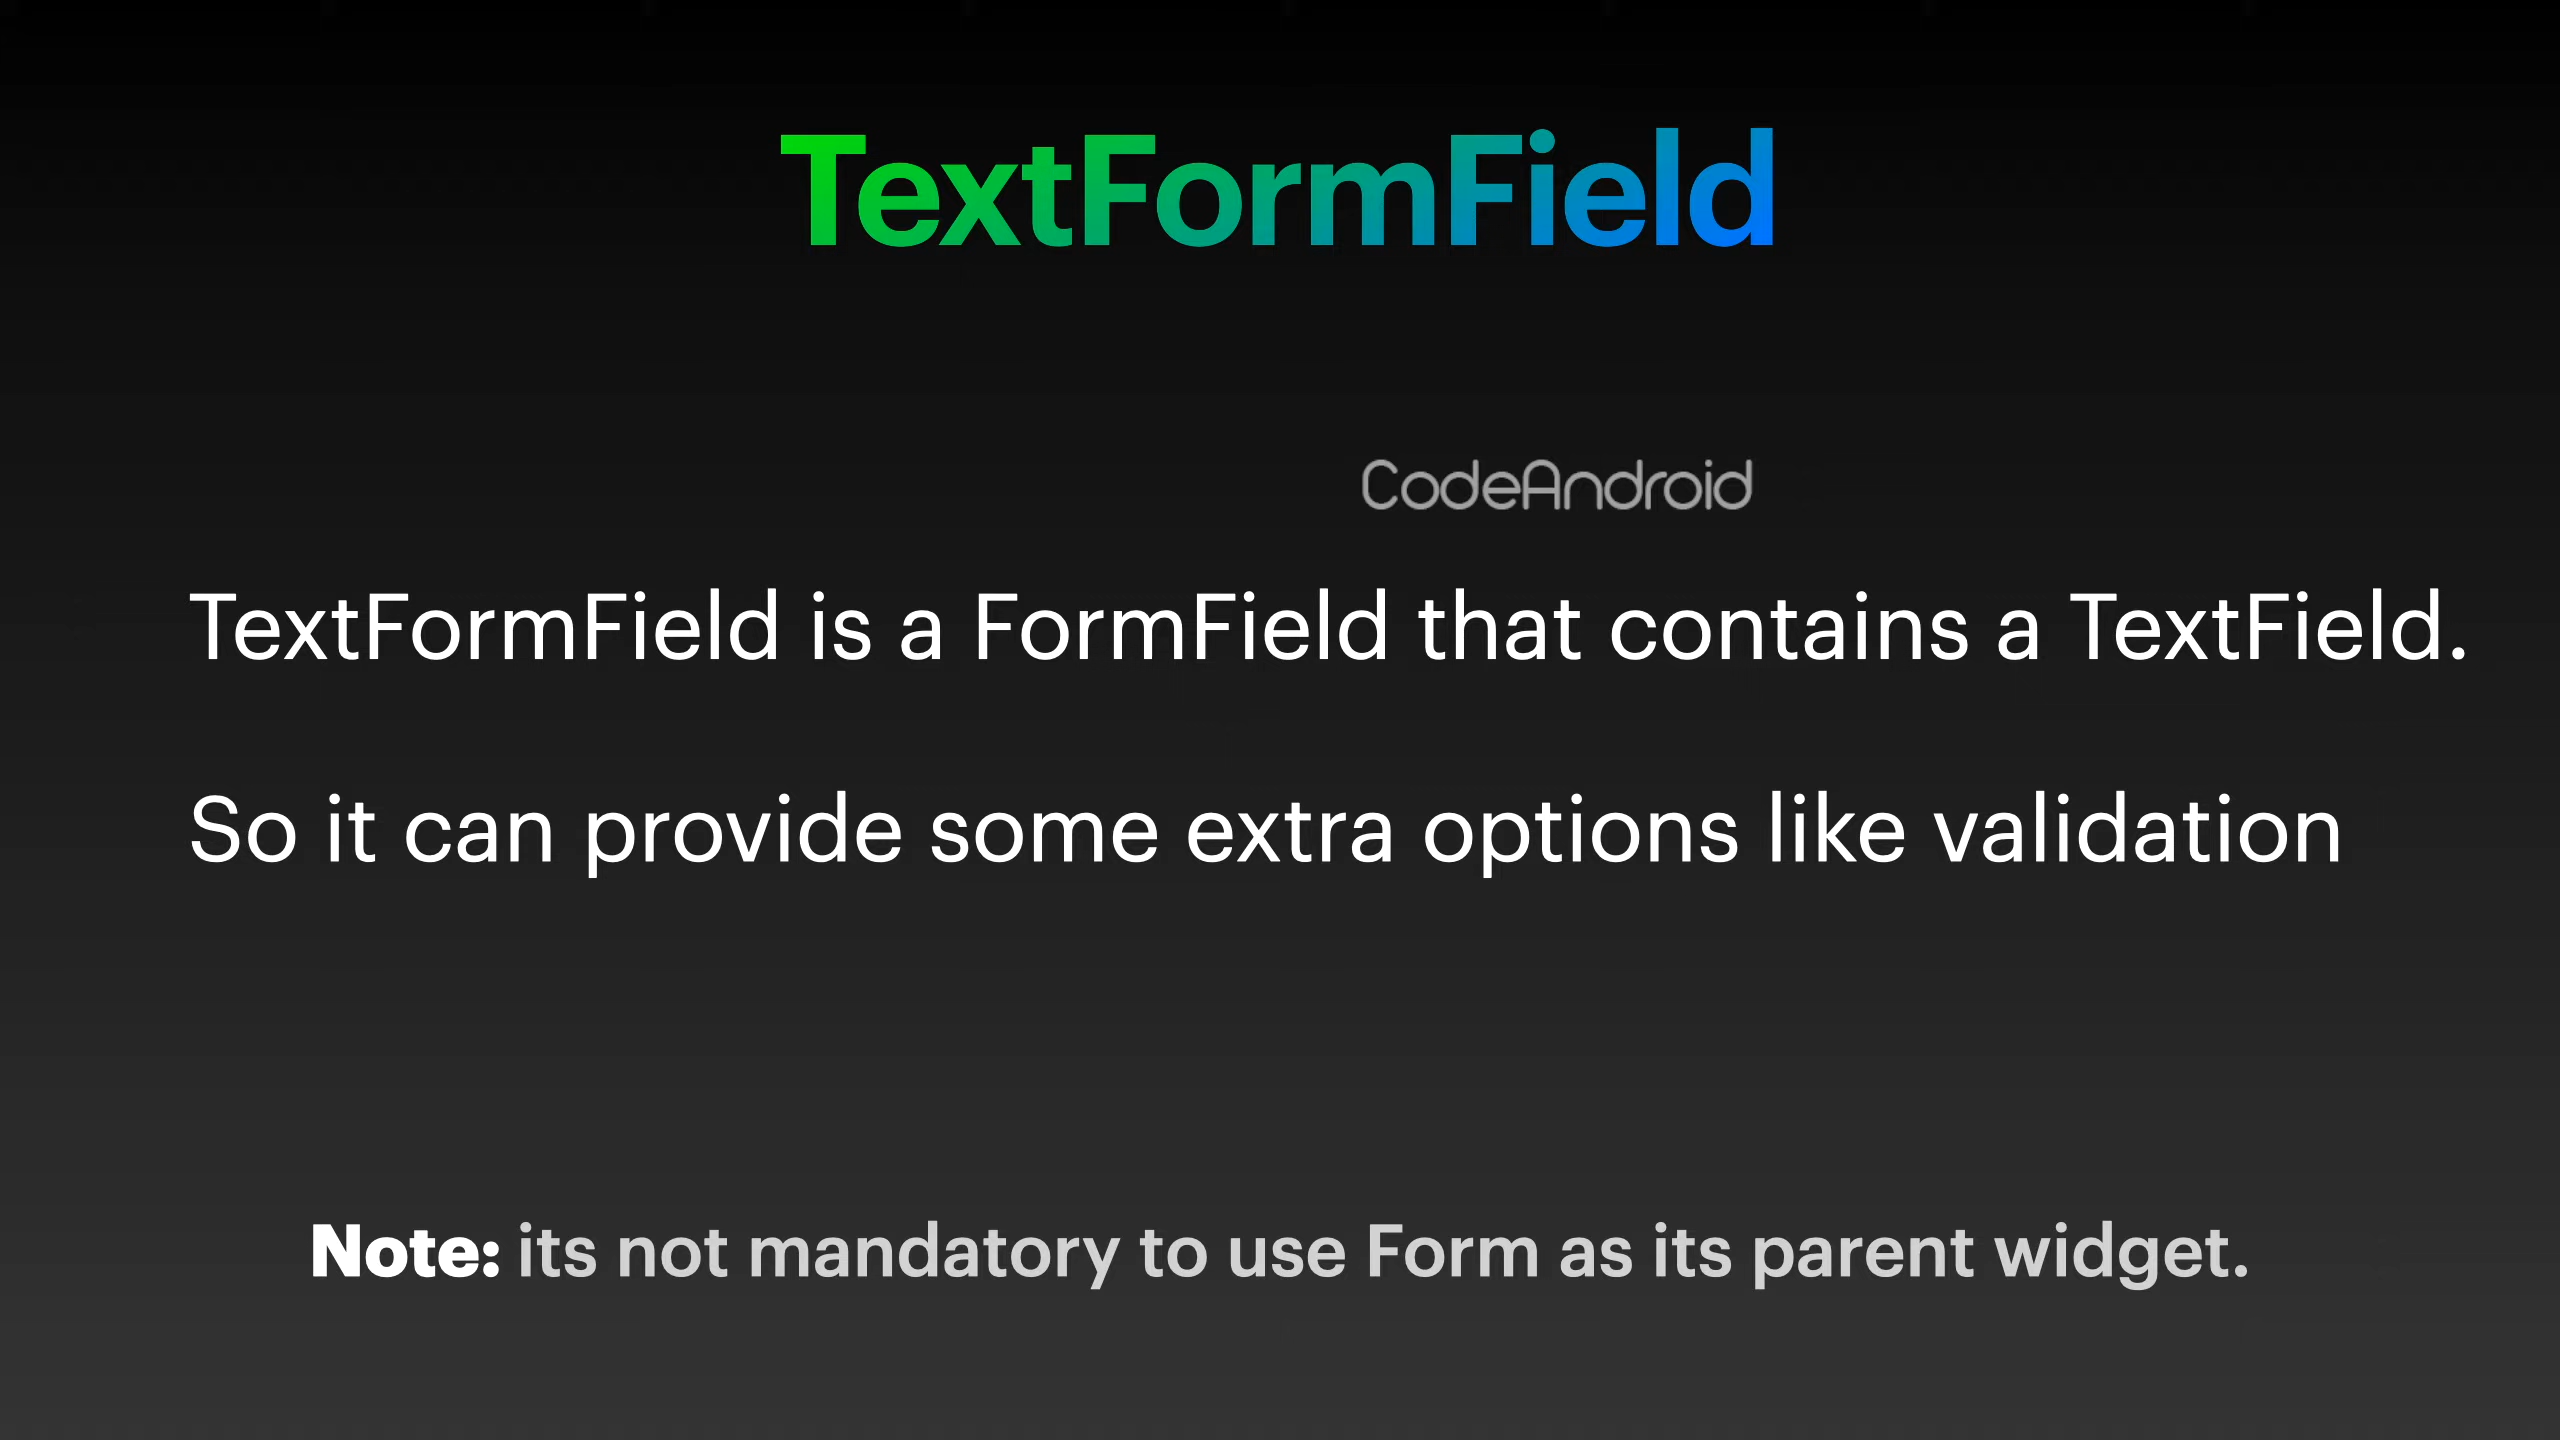 TextFormField
CodeAndroid
TextFormField is a FormField that contains a TextField.
So it can provide some extra options like validation
Note: its not mandatory to use Form as its parent widget.